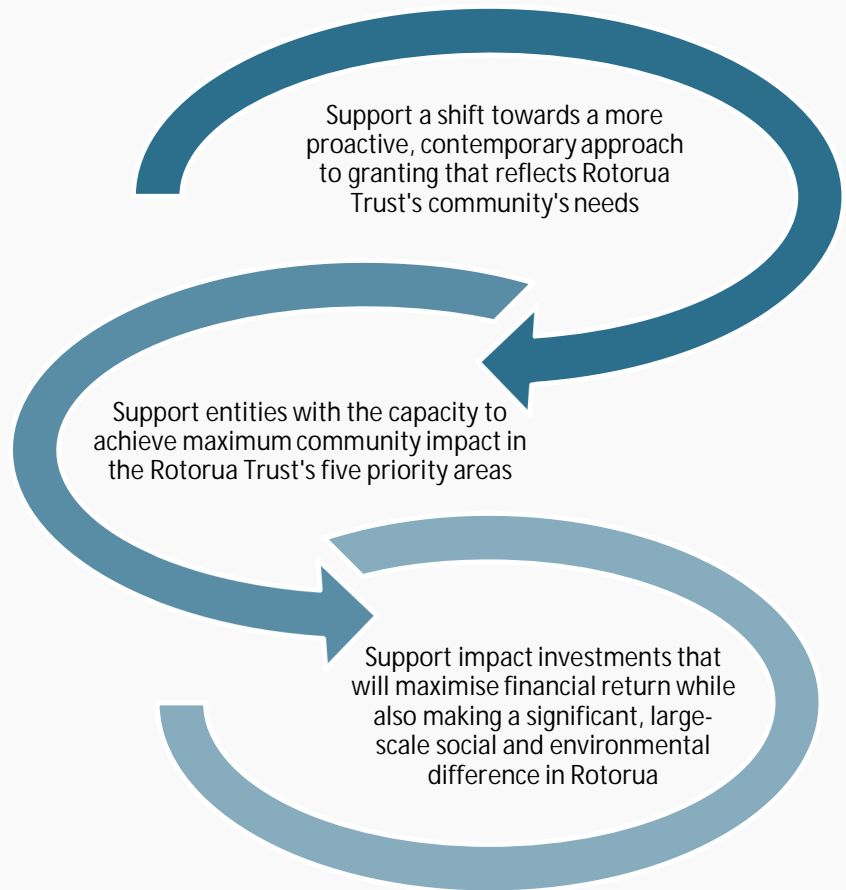 Support a shift towards a more
proactive, contemporary approach
to granting that reflects Rotorua
Trust's community's needs
Support entities with the capacity to
achieve maximum community impact in
the Rotorua Trust's five priority areas
Support impact investments that
will maximise financial return while
also making a significant, large-
scale social and environmental
difference in Rotorua